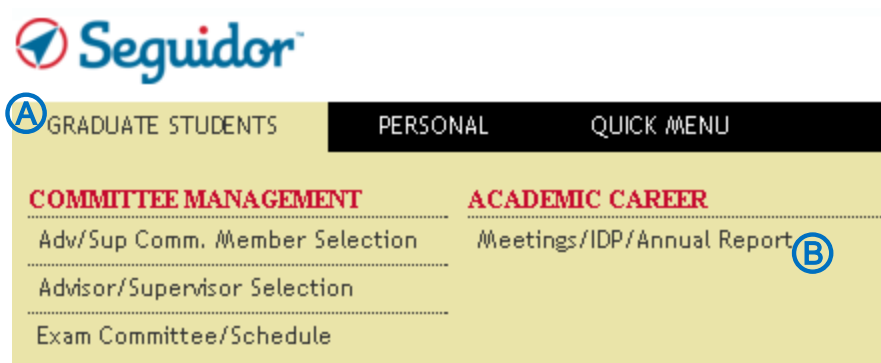 Seguidor™
A GRADUATE STUDENTS PERSONAL QUICK MENU
COMMITTEE MANAGEMENT ACADEMIC CAREER
Adv/Sup Comm. Member Selection Meetings/IDP/Annual Report B
Advisor/Supervisor Selection
Exam Committee/Schedule